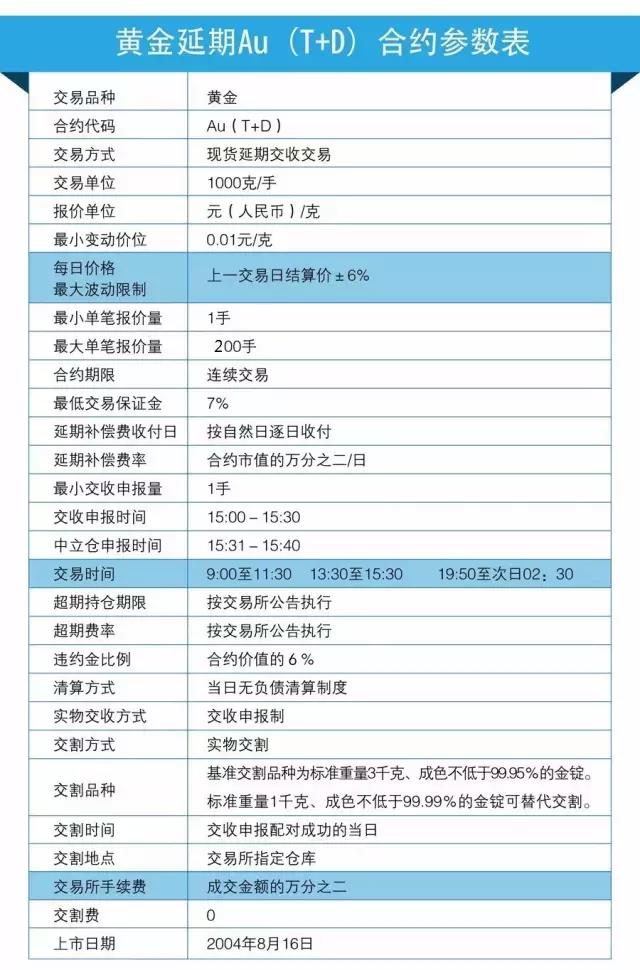 黄金延期Au（T+D）合约参数表
交易品种 黄金
合约代码 Au（T+D）
交易方式 现货延期交收交易
交易单位 1000克/手
报价单位 元（人民币）/克
最小变动价位 0.01元/克
每日价格
最大波动限制 上一交易日结算价±6%
最小单笔报价量 1手
最大单笔报价量 200手
合约期限 连续交易
最低交易保证金 7%
延期补偿费收付日 按自然日逐日收付
延期补偿费率 合约市值的万分之二/日
最小交收申报量 1手
交收申报时间 15:00－15:30
中立仓申报时间 15:31－15:40
交易时间 9:00至11:30 13:30至15:30 19:50至次日02：30
超期持仓期限 按交易所公告执行
超期费率 按交易所公告执行
违约金比例 合约价值的6%
清算方式 当日无负债清算制度
实物交收方式 交收申报制
交割方式 实物交割
交割品种 基准交割品种为标准重量3千克、成色不低于99.95%的金锭。
标准重量1千克、成色不低于99.99%的金锭可替代交割。
交割时间 交收申报配对成功的当日
交割地点 交易所指定仓库
交易所手续费 成交金额的万分之二
交割费 0
上市日期 2004年8月16日